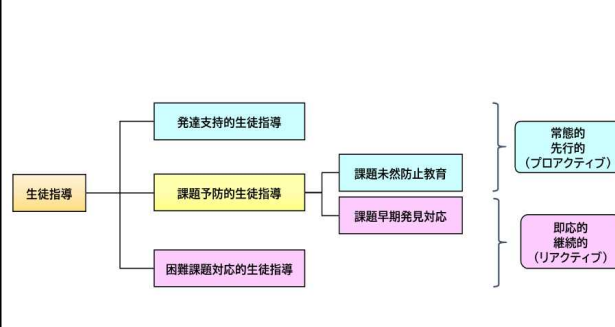 発達支持的生徒指導
常態的
先行的
（プロアクティブ）
課題未然防止教育
生徒指導
課題予防的生徒指導
課題早期発見対応
即応的
継続的
（リアクティブ）
困難課題対応的生徒指導